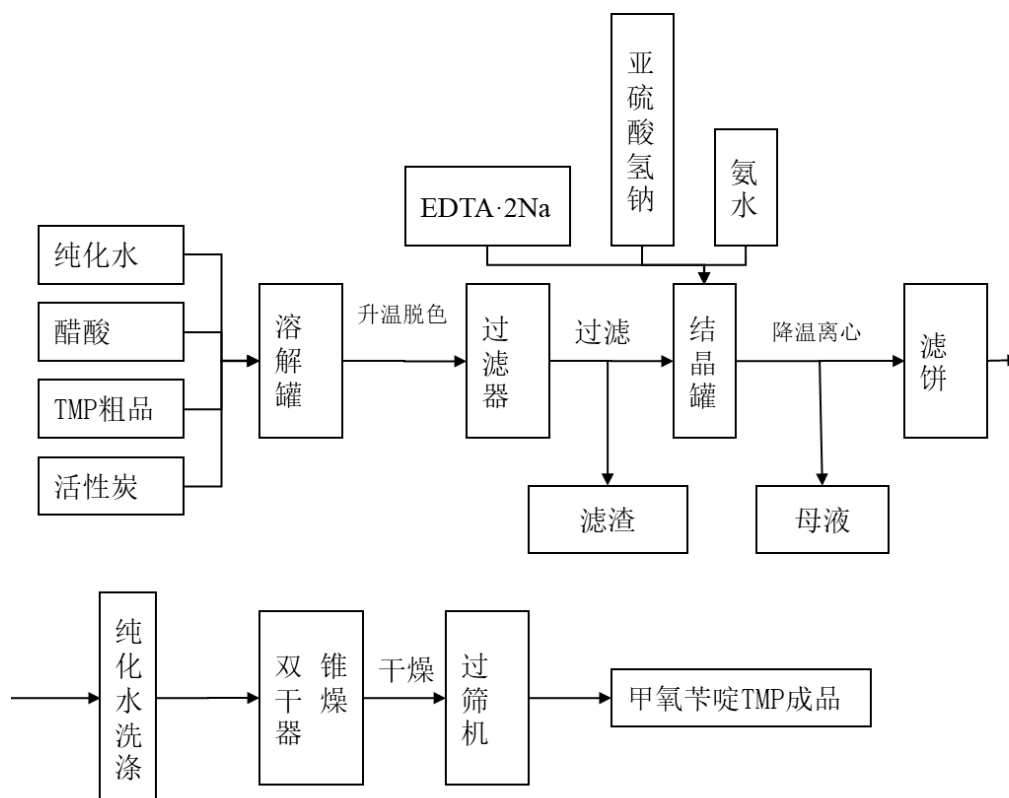 亚硫酸氢钠
氨水
EDTA·2Na
纯化水
醋酸
TMP粗品
活性炭
溶解罐
升温脱色
过滤器
过滤
结晶罐
降温离心
滤饼
滤渣
母液
纯化水洗涤
双锥
干燥
器
干燥
过筛机
甲氧苄啶TMP成品